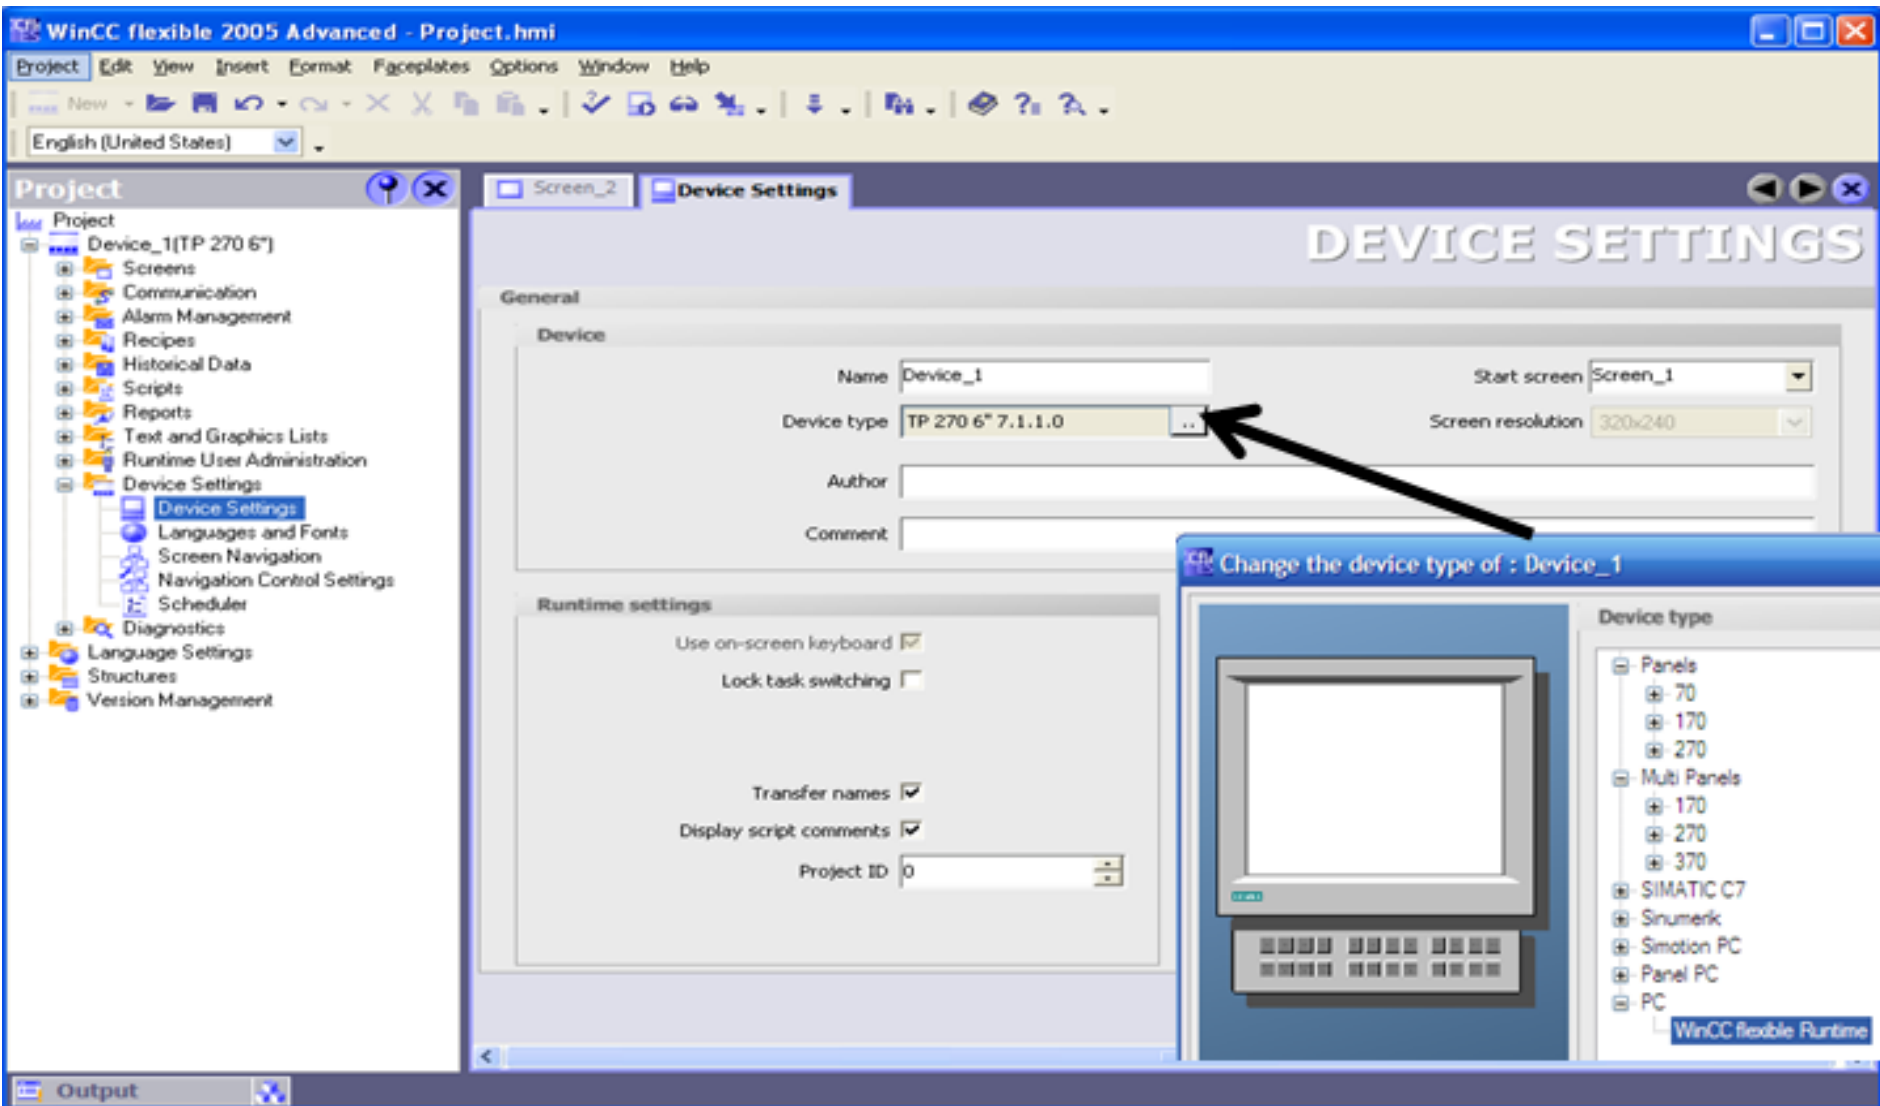 WinCC flexible 2005 Advanced - Project.hmi
Project Edit View Insert Format Faceplates Options Window Help
New
English (United States)
Project
Project
Device_1(TP 270 6")
Screens
Communication
Alarm Management
Recipes
Historical Data
Scripts
Reports
Text and Graphics Lists
Runtime User Administration
Device Settings
Device Settings
Languages and Fonts
Screen Navigation
Navigation Control Settings
Scheduler
Diagnostics
Language Settings
Structures
Version Management
Output
Screen_2 Device Settings
DEVICE SETTINGS
General
Device
Name Device_1 Start screen Screen_1
Device type TP 270 6" 7.1.1.0 .. Screen resolution 320x240
Author
Comment
Runtime settings
Use on-screen keyboard
Lock task switching
Transfer names
Display script comments
Project ID 0
Change the device type of : Device_1
Device type
Panels
70
170
270
Multi Panels
170
270
370
SIMATIC C7
Sinumerik
Simotion PC
Panel PC
PC
WinCC flexible Runtime